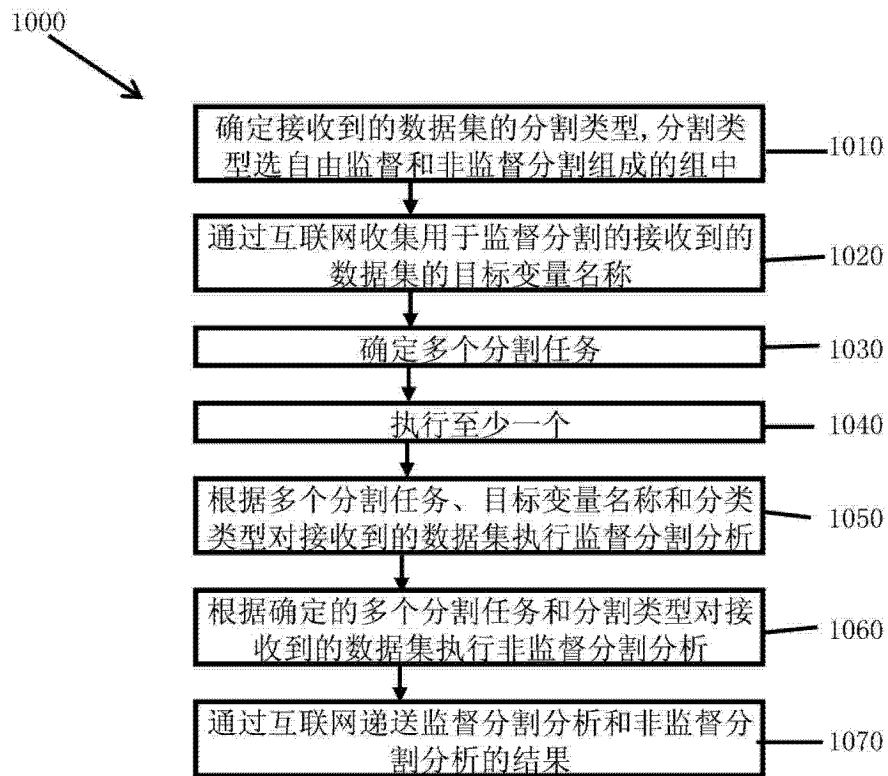 1000
确定接收到的数据集的分割类型,分割类
型选自由监督和非监督分割组成的组中
1010
通过互联网收集用于监督分割的接收到的
数据集的目标变量名称
1020
确定多个分割任务
1030
执行至少一个
1040
根据多个分割任务、目标变量名称和分类
类型对接收到的数据集执行监督分割分析
1050
根据确定的多个分割任务和分割类型对接
收到的数据集执行非监督分割分析
1060
通过互联网递送监督分割分析和非监督分
割分析的结果
1070